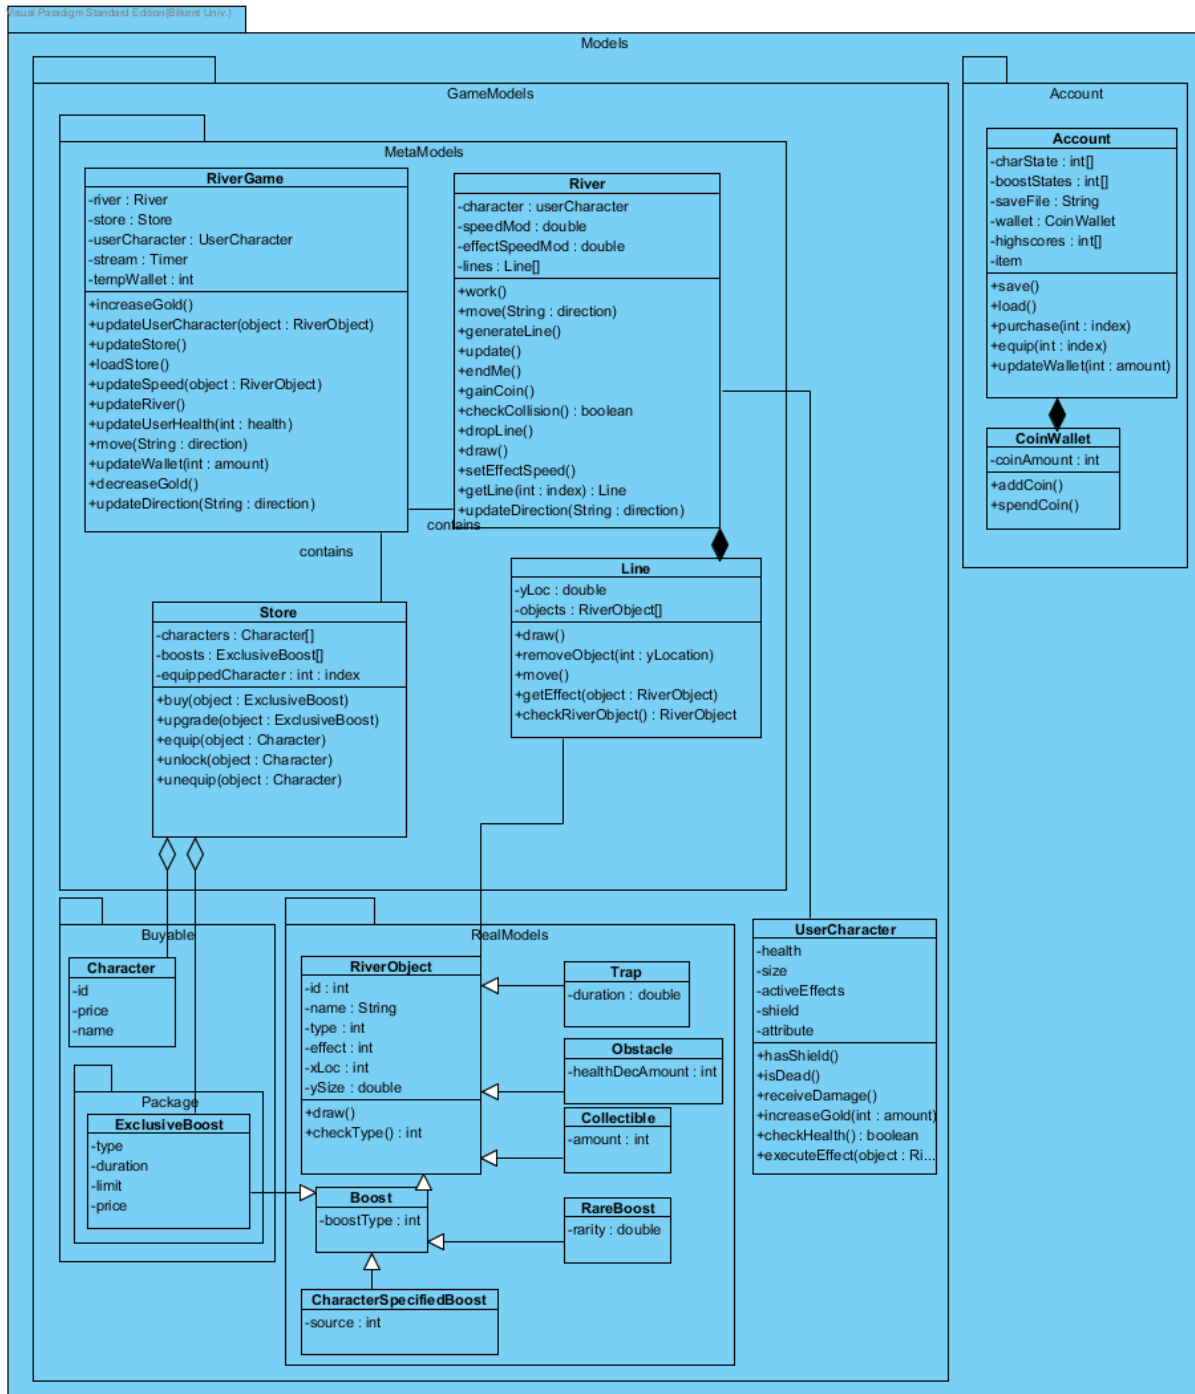 Visual Paradigm Standard Edition(Bilkent Univ.)
Models
GameModels
MetaModels
RiverGame
-river : River
-store : Store
-userCharacter : UserCharacter
-stream : Timer
-tempWallet : int
+increaseGold()
+updateUserCharacter(object : RiverObject)
+updateStore()
+loadStore()
+updateSpeed(object : RiverObject)
+updateRiver()
+updateUserHealth(int : health)
+move(String : direction)
+updateWallet(int : amount)
+decreaseGold()
+updateDirection(String : direction)
River
-character : userCharacter
-speedMod : double
-effectSpeedMod : double
-lines : Line[]
+work()
+move(String : direction)
+generateLine()
+update()
+endMe()
+gainCoin()
+checkCollision() : boolean
+dropLine()
+draw()
+setEffectSpeed()
+getLine(int : index) : Line
+updateDirection(String : direction)
contains
contains
Store
-characters : Character[]
-boosts : ExclusiveBoost[]
-equippedCharacter : int : index
+buy(object : ExclusiveBoost)
+upgrade(object : ExclusiveBoost)
+equip(object : Character)
+unlock(object : Character)
+unequip(object : Character)
Line
-yLoc : double
-objects : RiverObject[]
+draw()
+removeObject(int : yLocation)
+move()
+getEffect(object : RiverObject)
+checkRiverObject() : RiverObject
Account
Account
-charState : int[]
-boostStates : int[]
-saveFile : String
-wallet : CoinWallet
-highscores : int[]
-item
+save()
+load()
+purchase(int : index)
+equip(int : index)
+updateWallet(int : amount)
CoinWallet
-coinAmount : int
+addCoin()
+spendCoin()
Buyable
Character
-id
-price
-name
Package
ExclusiveBoost
-type
-duration
-limit
-price
RealModels
RiverObject
-id : int
-name : String
-type : int
-effect : int
-xLoc : int
-ySize : double
+draw()
+checkType() : int
Trap
-duration : double
Obstacle
-healthDecAmount : int
Collectible
-amount : int
Boost
-boostType : int
RareBoost
-rarity : double
CharacterSpecifiedBoost
-source : int
UserCharacter
-health
-size
-activeEffects
-shield
-attribute
+hasShield()
+isDead()
+receiveDamage()
+increaseGold(int : amount)
+checkHealth() : boolean
+executeEffect(object : Ri...